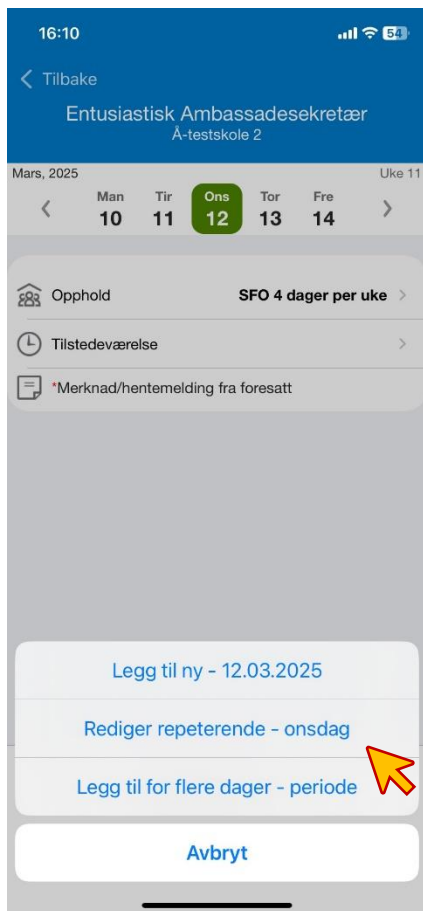 16:10
54
Tilbake
Entusiastisk Ambassadesekretær
Å-testskole 2
Mars, 2025 Uke 11
Man Tir Ons Tor Fre
10 11 12 13 14
Opphold SFO 4 dager per uke
Tilstedeværelse
*Merknad/hentemelding fra foresatt
Legg til ny - 12.03.2025
Rediger repeterende - onsdag
Legg til for flere dager - periode
Avbryt